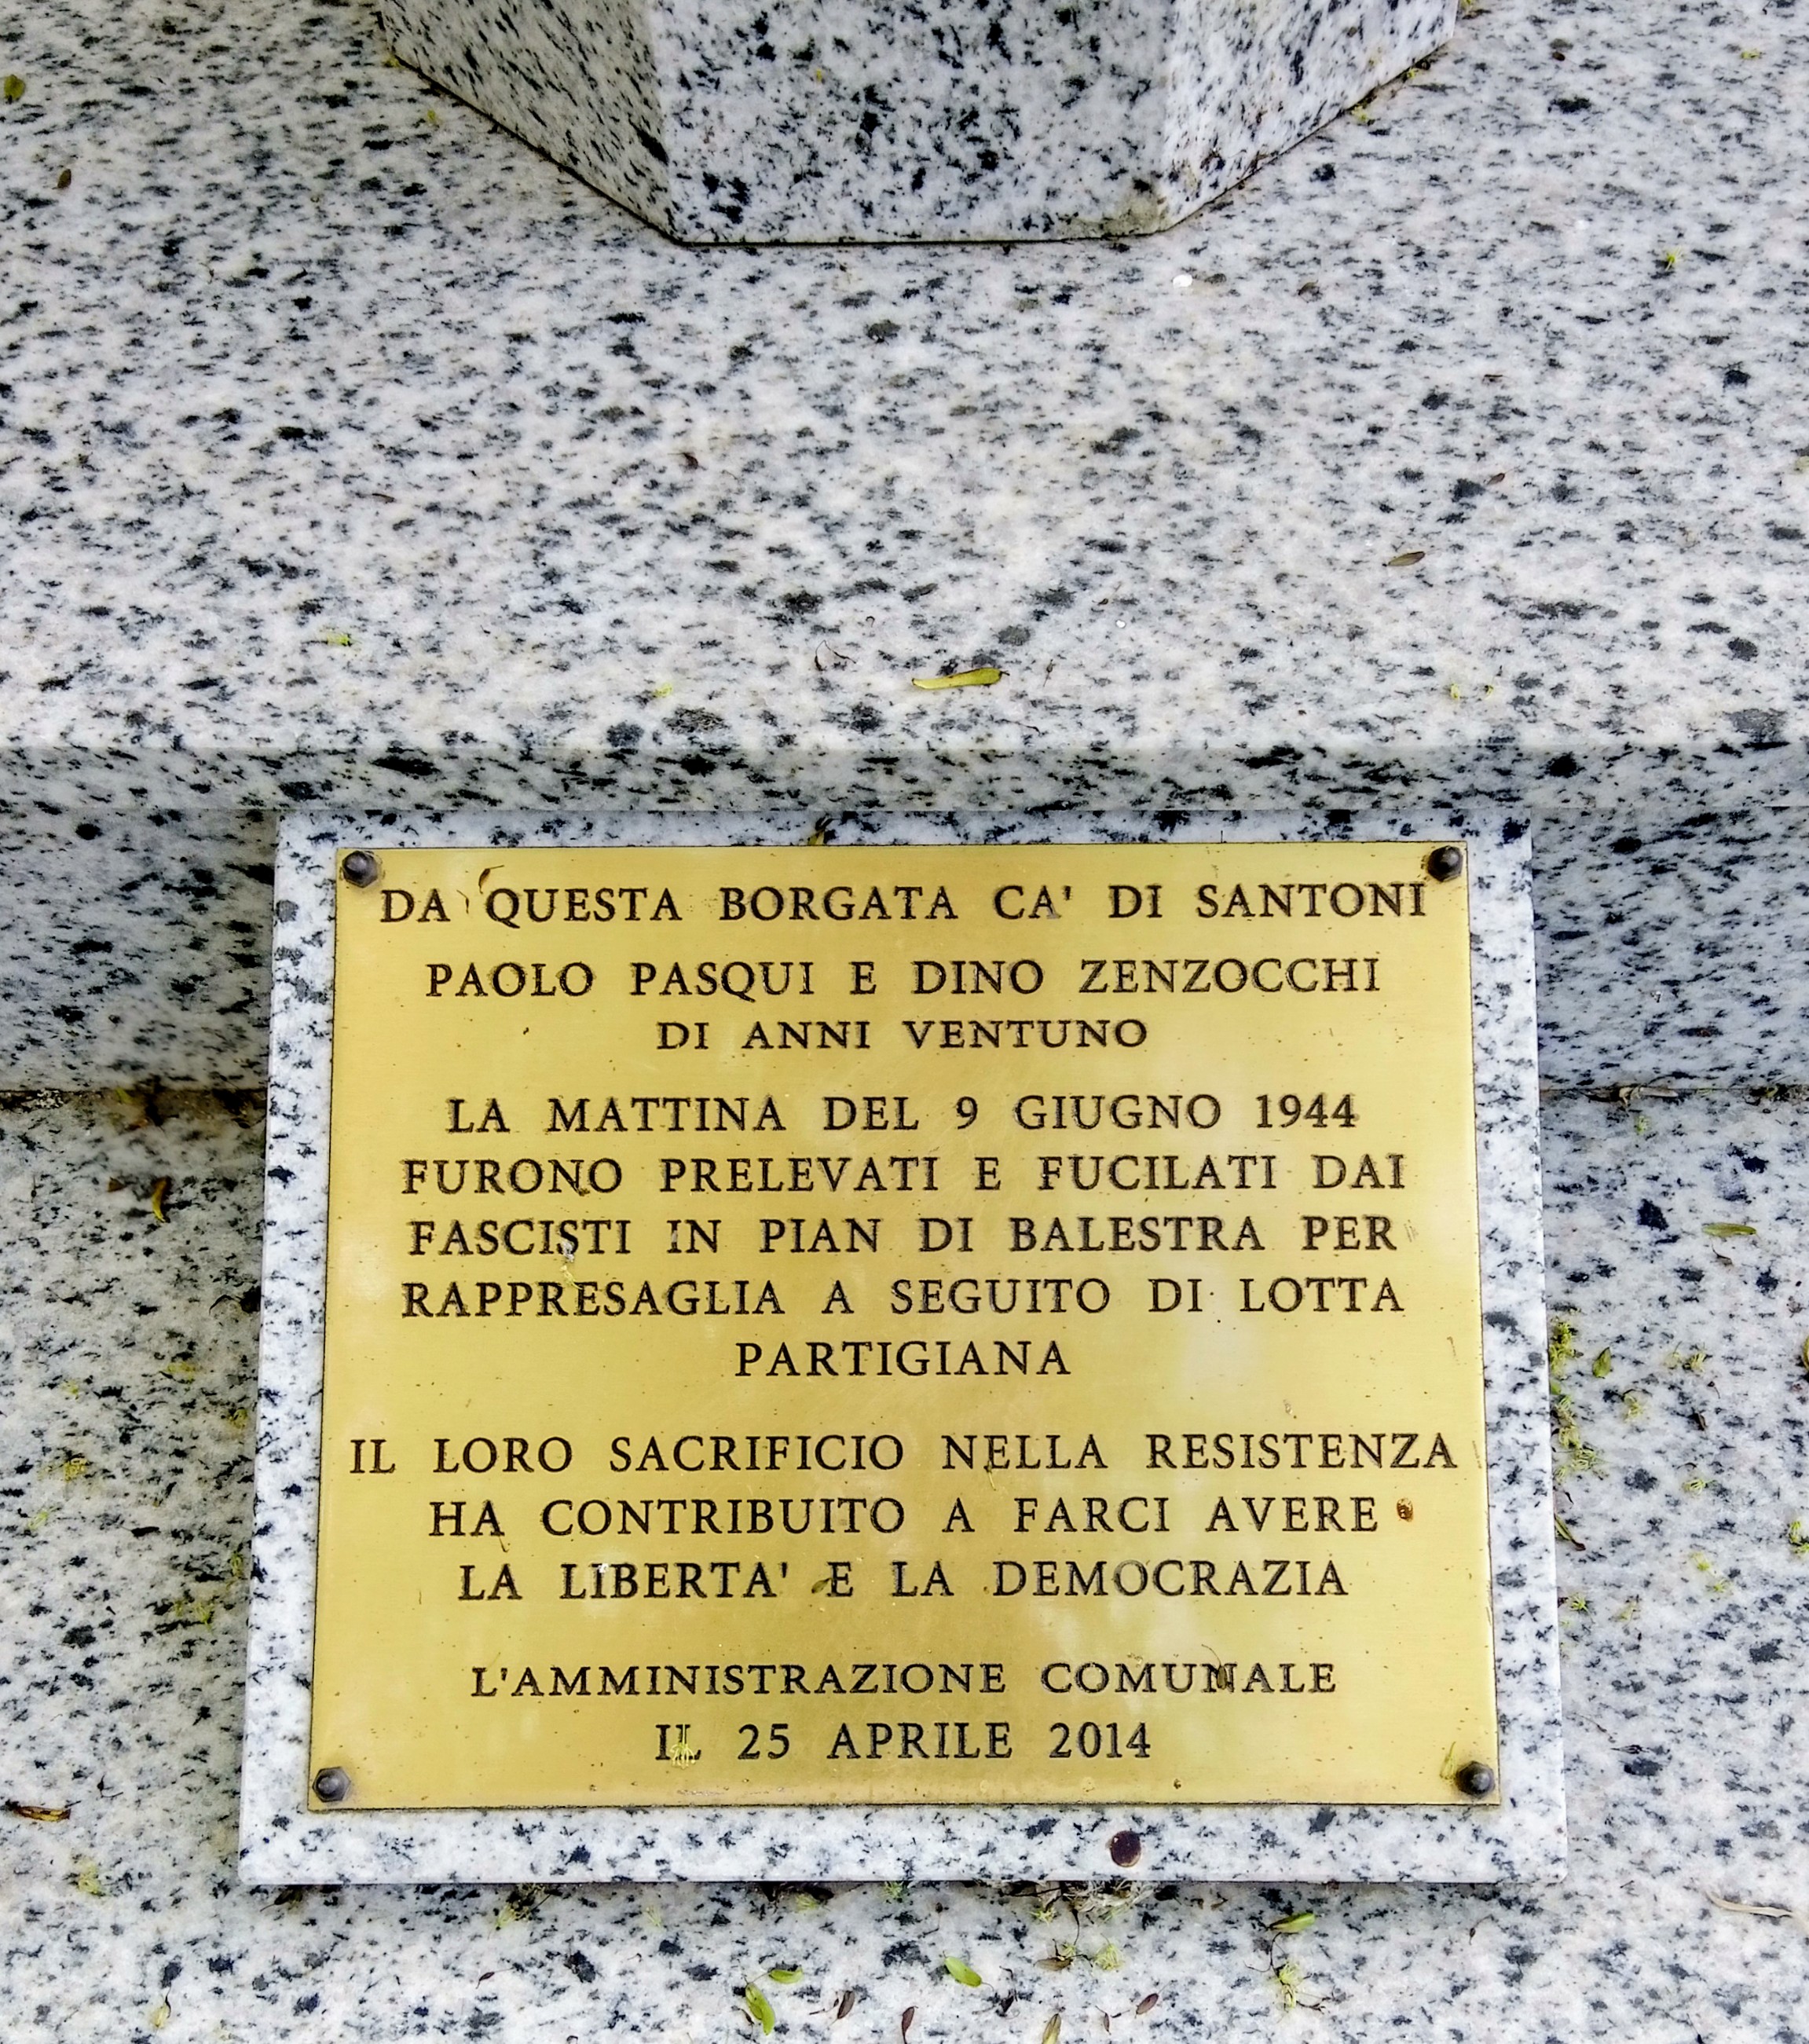 DA QUESTA BORGATA CA' DI SANTONI
PAOLO PASQUI E DINO ZENZOCCHI
DI ANNI VENTUNO
LA MATTINA DEL 9 GIUGNO 1944
FURONO PRELEVATI E FUCILATI DAI
FASCISTI IN PIAN DI BALESTRA PER
RAPPRESAGLIA A SEGUITO DI LOTTA
PARTIGIANA
IL LORO SACRIFICIO NELLA RESISTENZA
HA CONTRIBUITO A FARCI AVERE
LA LIBERTA' E LA DEMOCRAZIA
L'AMMINISTRAZIONE COMUNALE
IL 25 APRILE 2014